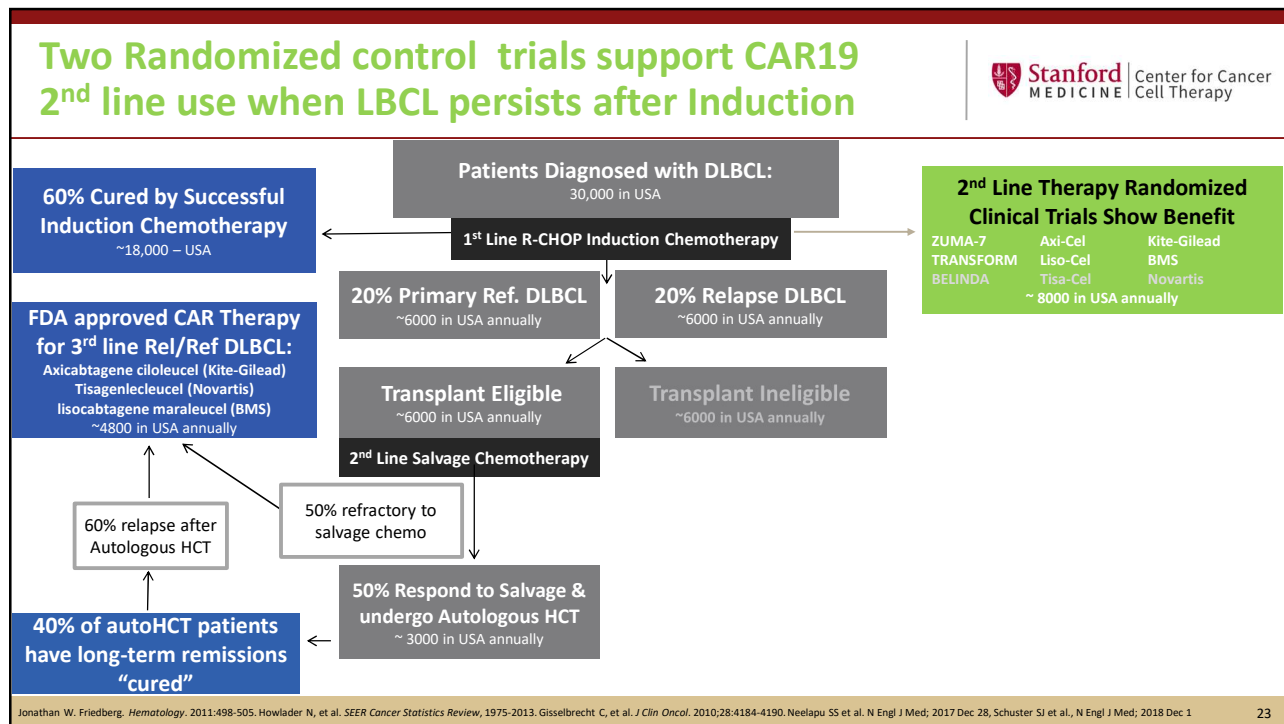 Two Randomized control trials support CAR19
2nd line use when LBCL persists after Induction
Stanford
MEDICINE
Center for Cancer
Cell Therapy
Patients Diagnosed with DLBCL:
30,000 in USA
1st Line R-CHOP Induction Chemotherapy
60% Cured by Successful
Induction Chemotherapy
~18,000 – USA
2nd Line Therapy Randomized
Clinical Trials Show Benefit
ZUMA-7 Axi-Cel Kite-Gilead
TRANSFORM Liso-Cel BMS
BELINDA Tisa-Cel Novartis
~ 8000 in USA annually
20% Primary Ref. DLBCL
~6000 in USA annually
20% Relapse DLBCL
~6000 in USA annually
FDA approved CAR Therapy
for 3rd line Rel/Ref DLBCL:
Axicabtagene ciloleucel (Kite-Gilead)
Tisagenlecleucel (Novartis)
lisocabtagene maraleucel (BMS)
~4800 in USA annually
Transplant Eligible
~6000 in USA annually
Transplant Ineligible
~6000 in USA annually
2nd Line Salvage Chemotherapy
60% relapse after
Autologous HCT
50% refractory to
salvage chemo
50% Respond to Salvage &
undergo Autologous HCT
~ 3000 in USA annually
40% of autoHCT patients
have long-term remissions
“cured”
Jonathan W. Friedberg. Hematology. 2011:498-505. Howlader N, et al. SEER Cancer Statistics Review, 1975-2013. Gisselbrecht C, et al. J Clin Oncol. 2010;28:4184-4190. Neelapu SS et al. N Engl J Med; 2017 Dec 28, Schuster SJ et al., N Engl J Med; 2018 Dec 1
23